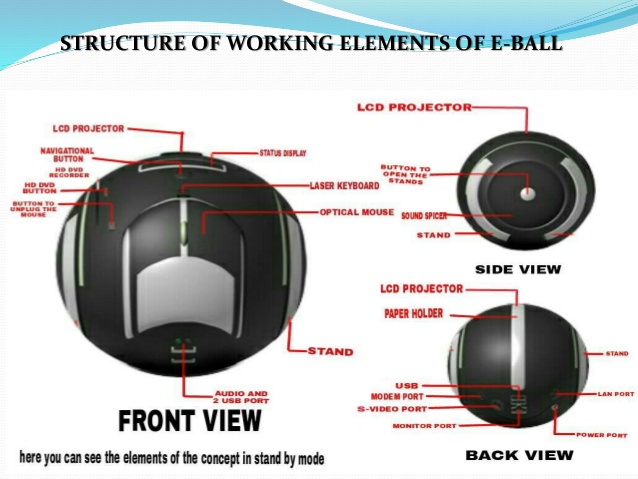 STRUCTURE OF WORKING ELEMENTS OF E-BALL
LCD PROJECTOR
NAVIGATIONAL
BUTTON
HD DVD
RECORDER
HD DVD
BUTTON
BUTTON TO
UNPLUG THE
MOUSE
STATUS DISPLAY
LASER KEYBOARD
OPTICAL MOUSE
STAND
AUDIO AND
2 USB PORT
FRONT VIEW
here you can see the elements of the concept in stand by mode
LCD PROJECTOR
BUTTON TO
OPEN THE
STANDS
SOUND SPICER
STAND
SIDE VIEW
LCD PROJECTOR
PAPER HOLDER
STAND
USB
MODEM PORT
S-VIDEO PORT
MONITOR PORT
LAN PORT
POWER PORT
BACK VIEW